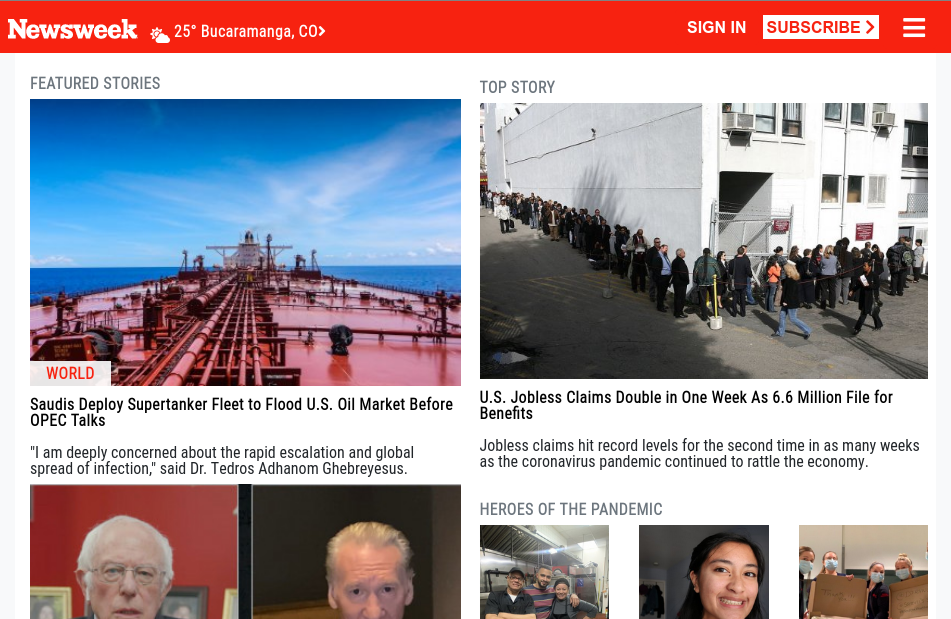 Newsweek
25° Bucaramanga, CO
SIGN IN
SUBSCRIBE
FEATURED STORIES
WORLD
Saudis Deploy Supertanker Fleet to Flood U.S. Oil Market Before
OPEC Talks
"I am deeply concerned about the rapid escalation and global
spread of infection," said Dr. Tedros Adhanom Ghebreyesus.
TOP STORY
U.S. Jobless Claims Double in One Week As 6.6 Million File for
Benefits
Jobless claims hit record levels for the second time in as many weeks
as the coronavirus pandemic continued to rattle the economy.
HEROES OF THE PANDEMIC